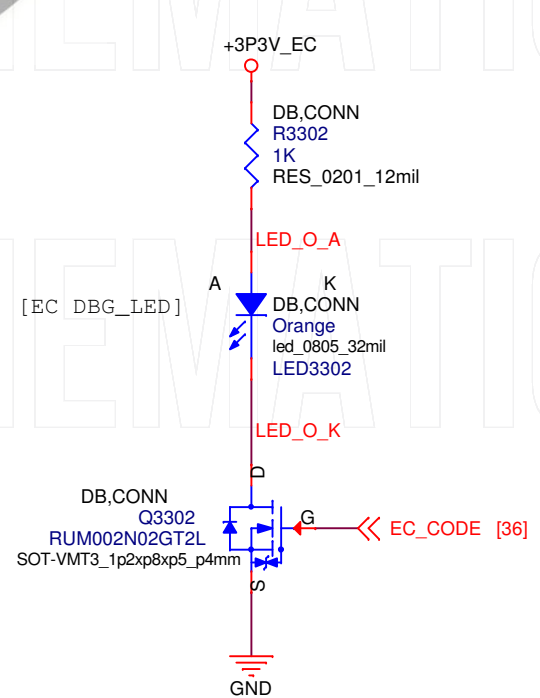 +3P3V_EC
DB,CONN
R3302
1K
RES_0201_12mil
LED_O_A
A
K
[EC DBG_LED]
DB,CONN
Orange
led_0805_32mil
LED3302
LED_O_K
D
DB,CONN
Q3302
RUM002N02GT2L
SOT-VMT3_1p2xp8xp5_p4mm
G
EC_CODE [36]
S
GND